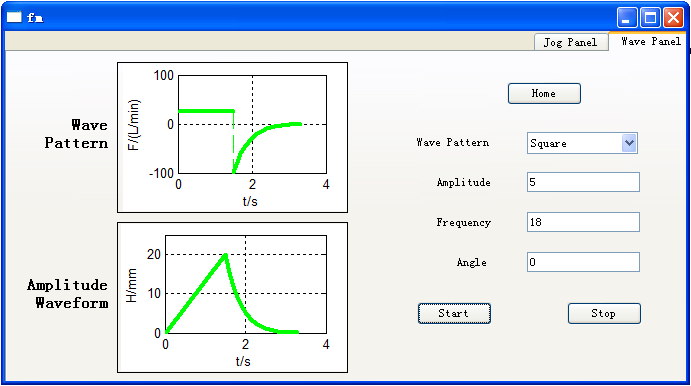 fm
Jog Panel
Wave Panel
Wave
Pattern
F/(L/min)
100
0
-100
0
2
4
t/s
Amplitude
Waveform
H/mm
20
10
0
0
2
4
t/s
Home
Wave Pattern
Square
Amplitude
5
Frequency
18
Angle
0
Start
Stop